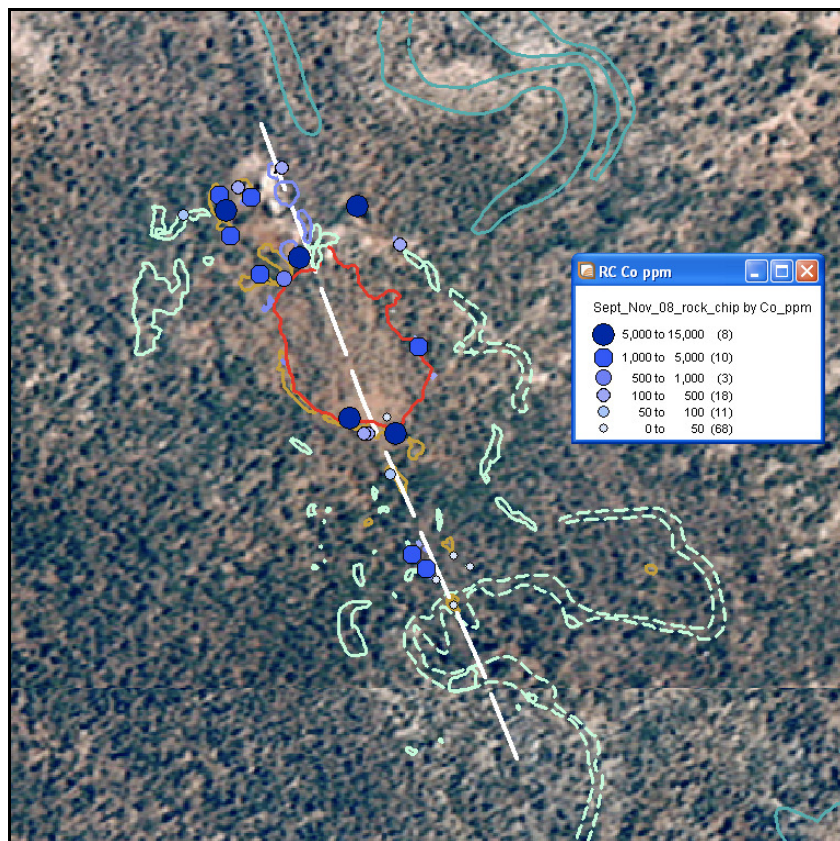 RC Co ppm
Sept_Nov_08_rock_chip by Co_ppm
5,000 to 15,000 (8)
1,000 to 5,000 (10)
500 to 1,000 (3)
100 to 500 (18)
50 to 100 (11)
0 to 50 (68)